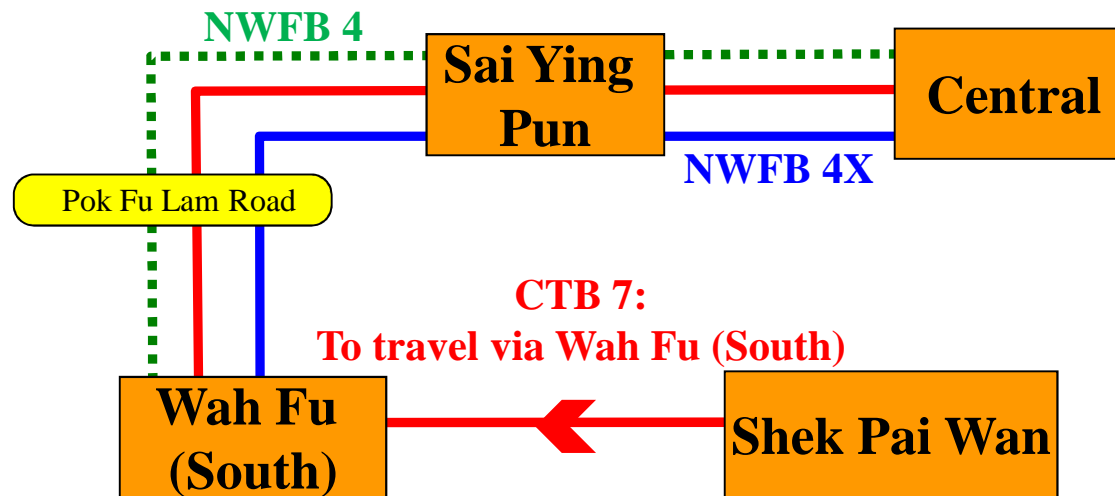 NWFB 4
Sai Ying
Pun
Central
NWFB 4X
Pok Fu Lam Road
CTB 7:
To travel via Wah Fu (South)
Wah Fu
(South)
Shek Pai Wan